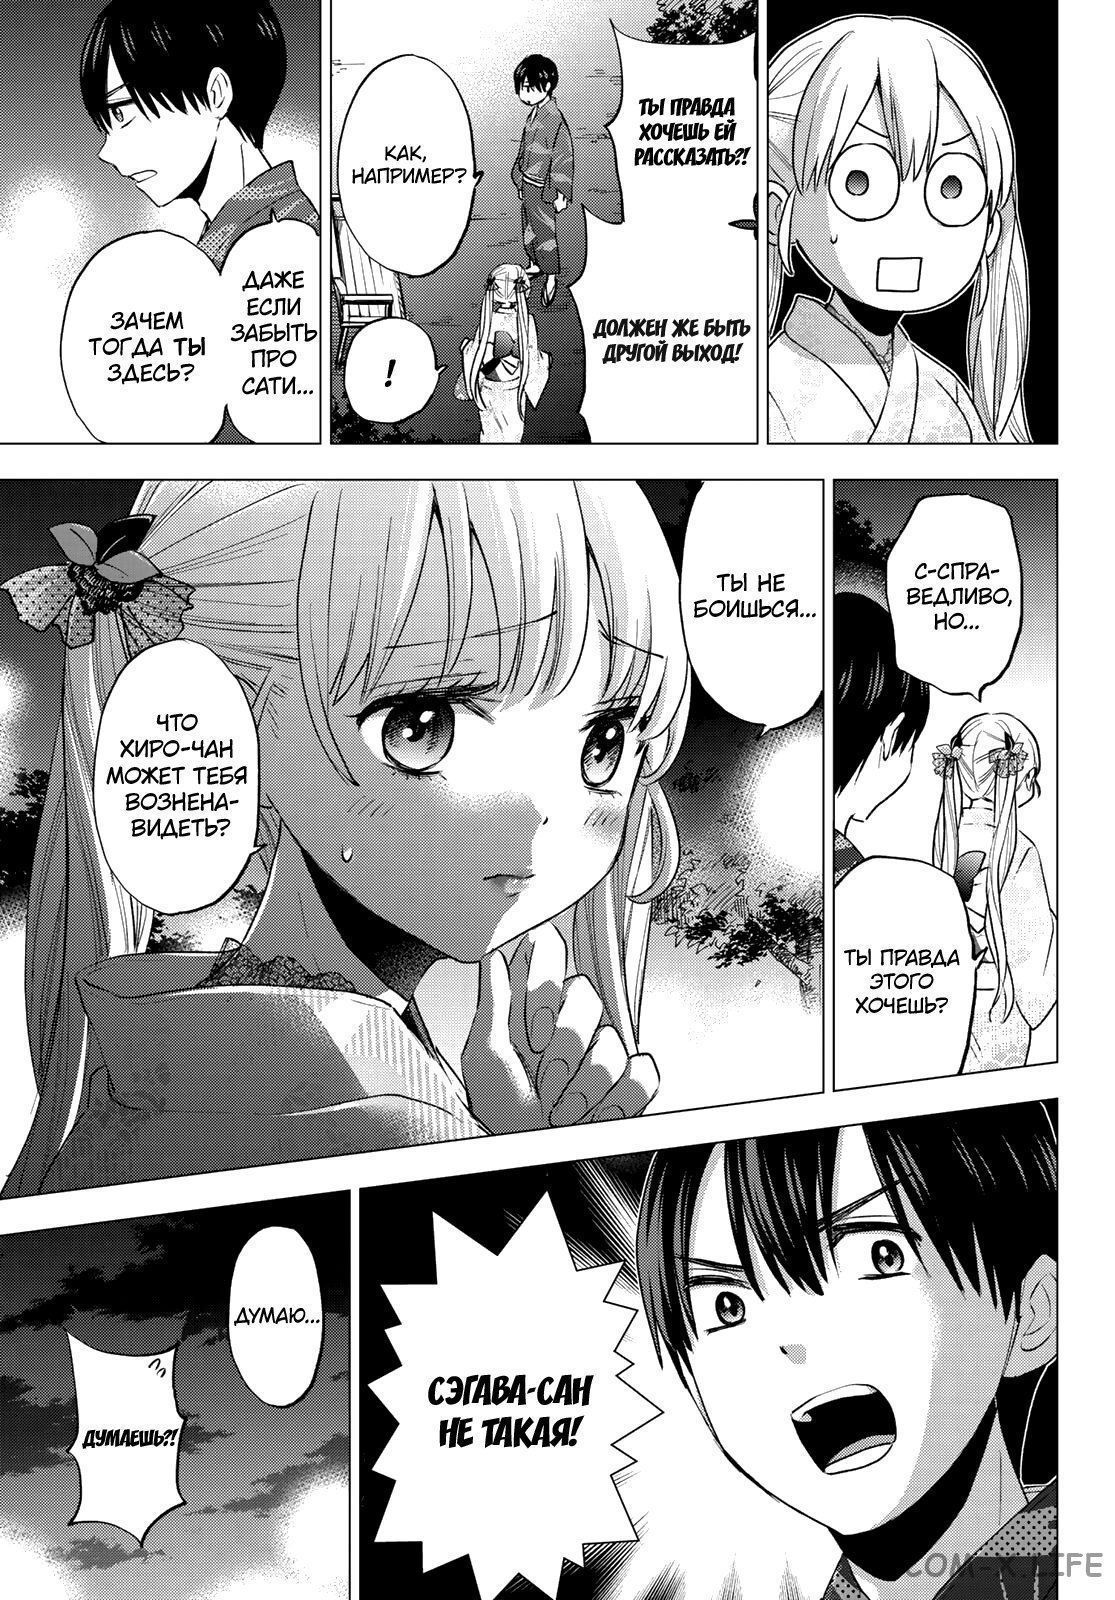 ТЫ ПРАВДА
ХОЧЕШЬ ЕЙ
РАССКАЗАТЬ?!
ДОЛЖЕН ЖЕ БЫТЬ
ДРУГОЙ ВЫХОД!
КАК,
НАПРИМЕР?
!
ДАЖЕ
ЕСЛИ
ЗАБЫТЬ
ПРО
САТИ...
ЗАЧЕМ
ТОГДА ТЫ
ЗДЕСЬ?
С-СПРА-
ВЕДЛИВО,
НО...
ТЫ ПРАВДА
ЭТОГО
ХОЧЕШЬ?
ТЫ НЕ
БОИШЬСЯ...
ЧТО
ХИРО-ЧАН
МОЖЕТ ТЕБЯ
ВОЗНЕНА-
ВИДЕТЬ?
СЭГАВА-САН
НЕ ТАКАЯ!
ДУМАЮ...
ДУМАЕШЬ?!
COM-X.LIFE